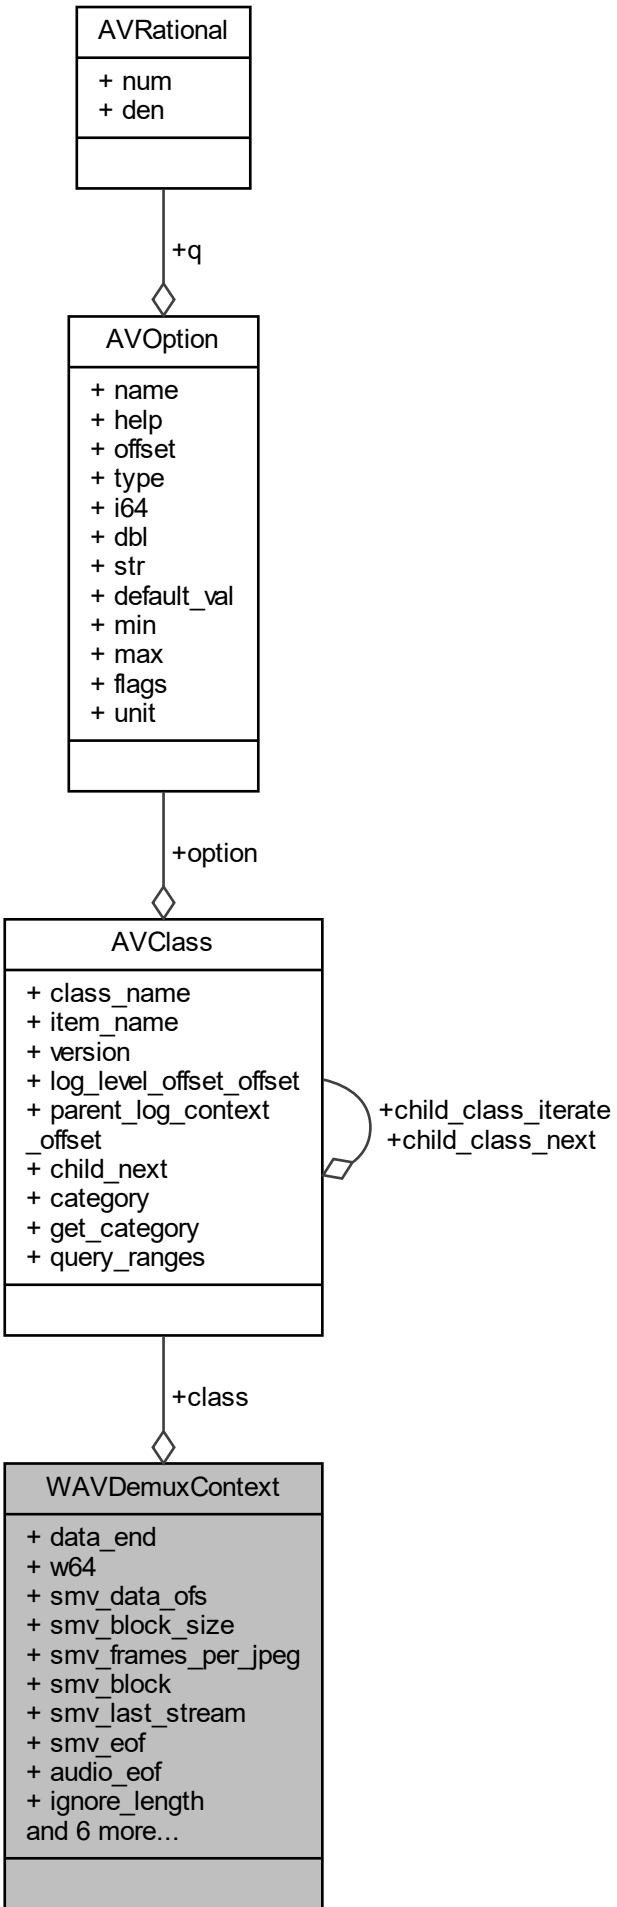 AVRational
+ num
+ den
+q
AVOption
+ name
+ help
+ offset
+ type
+ i64
+ dbl
+ str
+ default_val
+ min
+ max
+ flags
+ unit
+option
AVClass
+ class_name
+ item_name
+ version
+ log_level_offset_offset
+ parent_log_context
_offset
+ child_next
+ category
+ get_category
+ query_ranges
+child_class_iterate
+child_class_next
+class
WAVDemuxContext
+ data_end
+ w64
+ smv_data_ofs
+ smv_block_size
+ smv_frames_per_jpeg
+ smv_block
+ smv_last_stream
+ smv_eof
+ audio_eof
+ ignore_length
and 6 more...